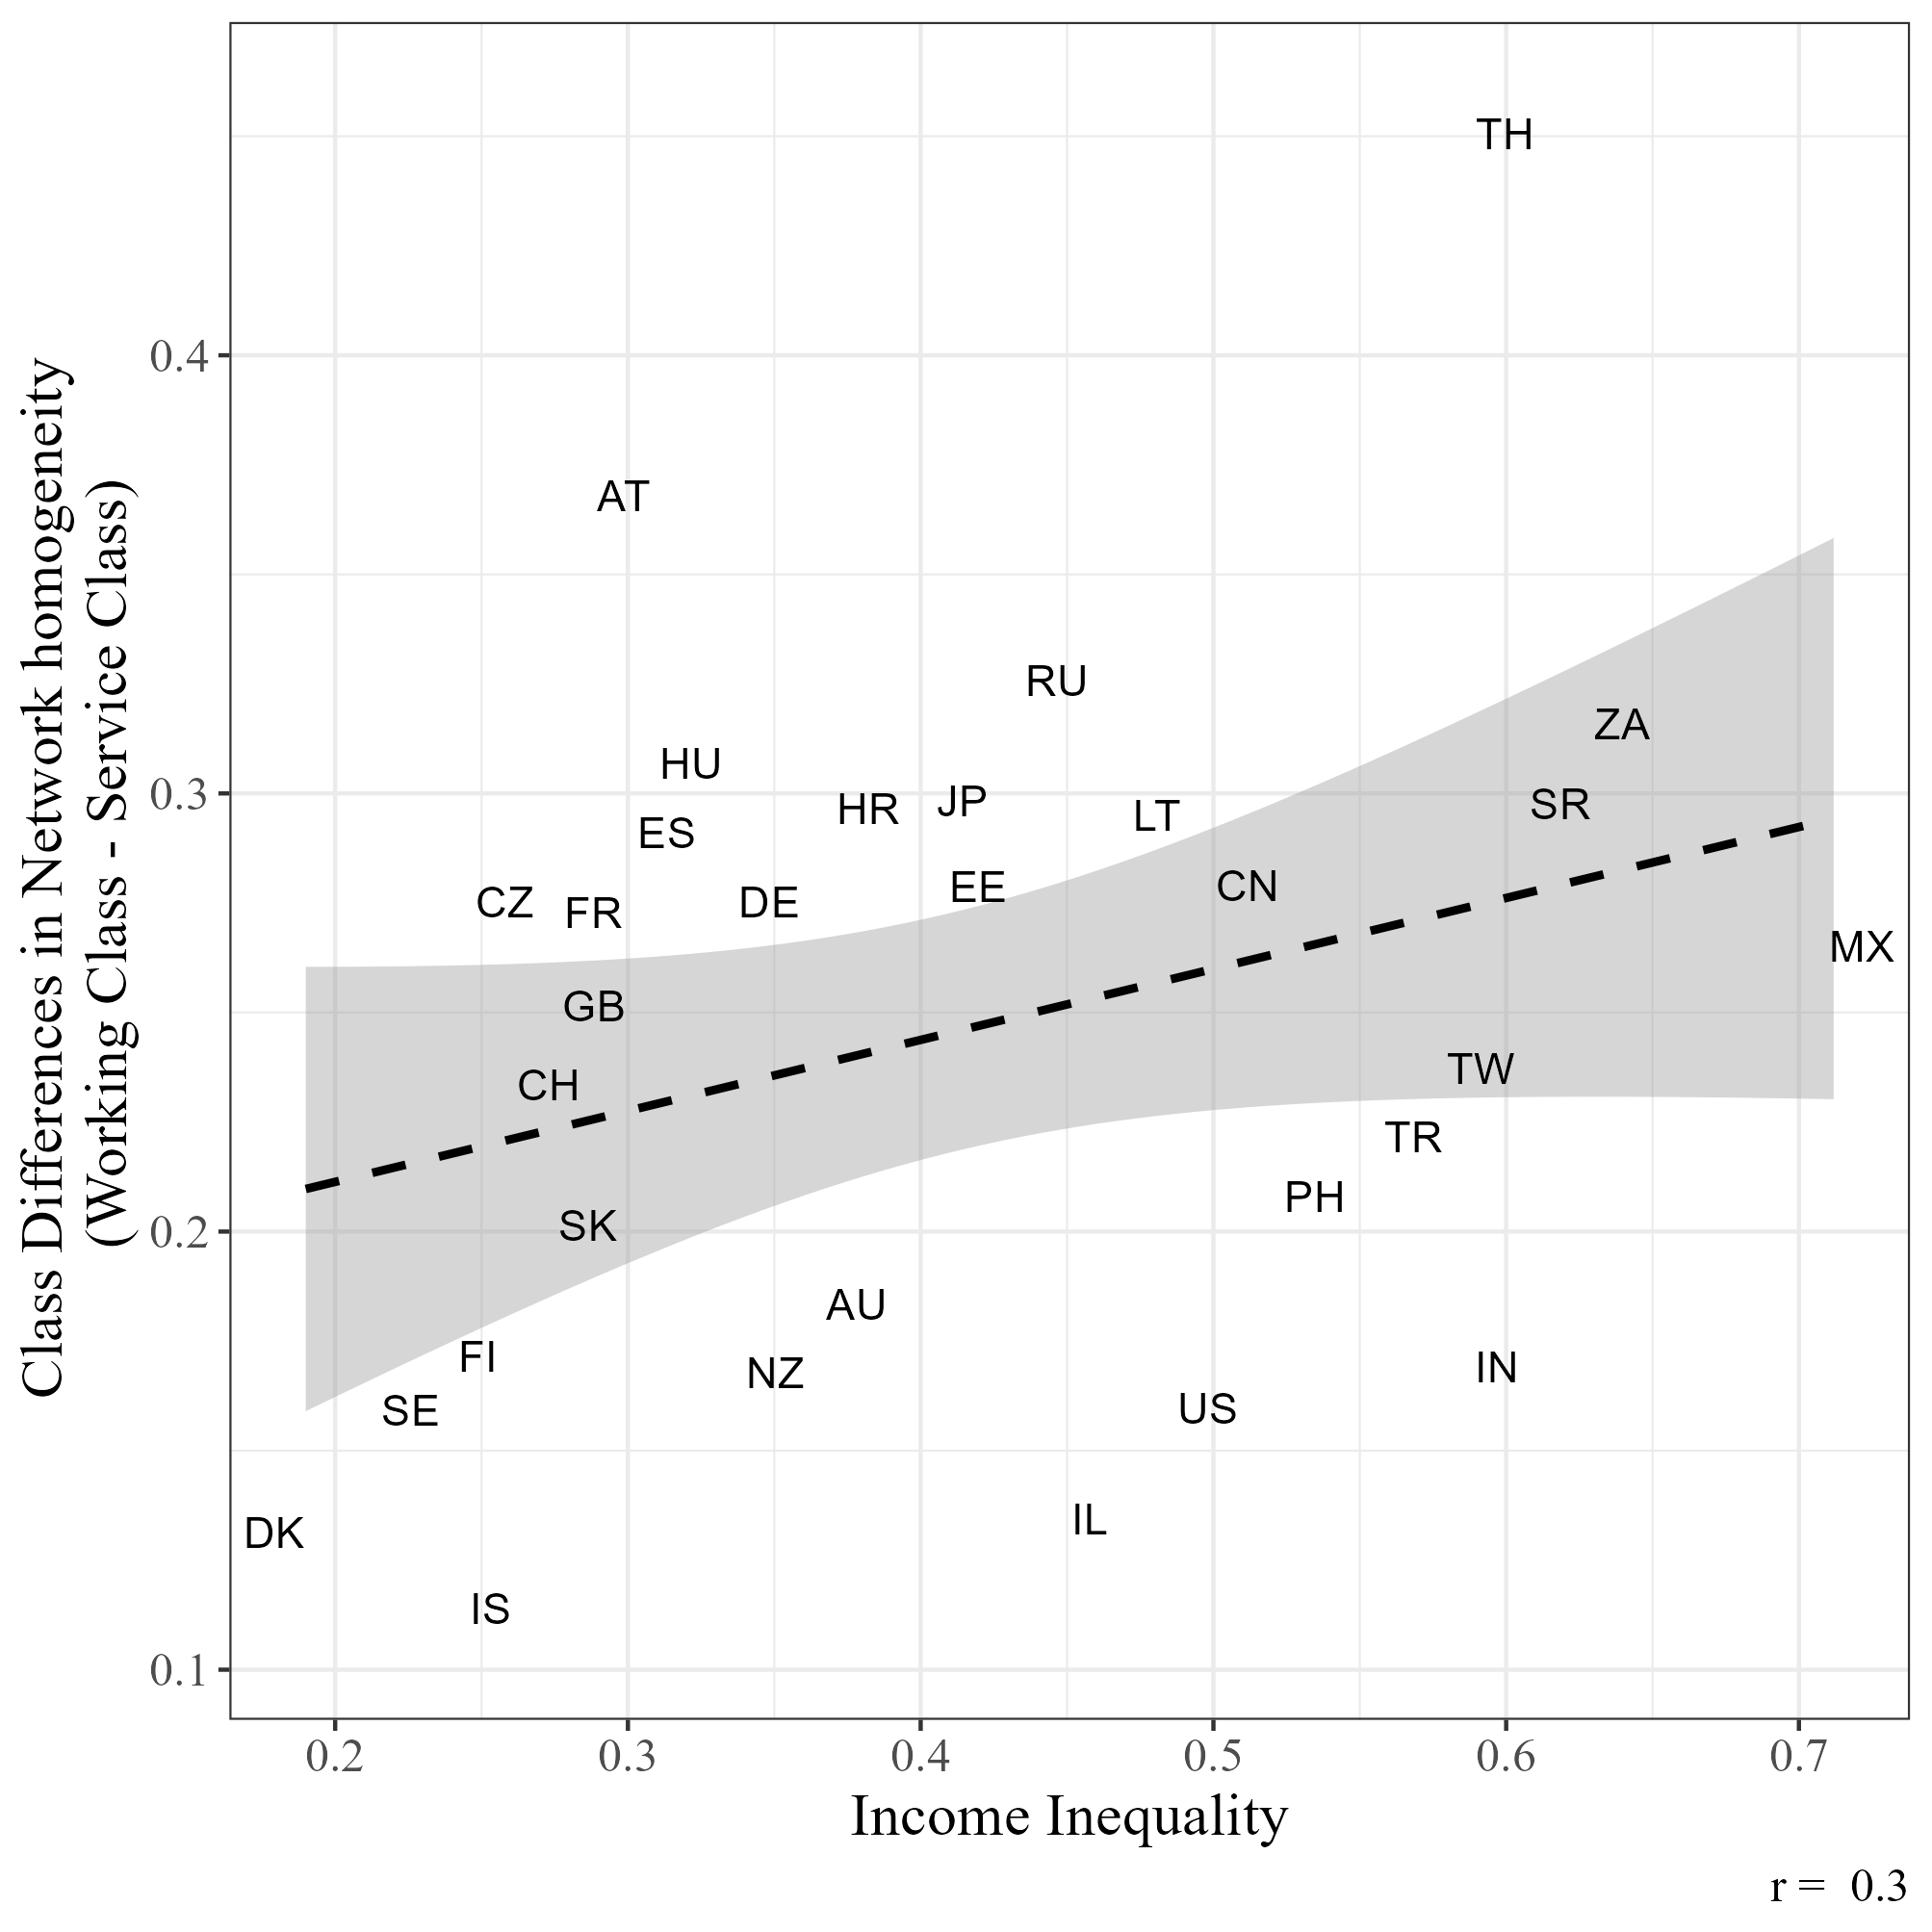 Class Differences in Network homogeneity
(Working Class - Service Class)
0.4
0.3
0.2
0.1
TH
AT
RU
ZA
HU
HR
JP
LT
SR
ES
CZ
FR
DE
EE
CN
MX
GB
CH
TW
TR
PH
SK
AU
FI
NZ
IN
SE
US
DK
IL
IS
0.2 0.3 0.4 0.5 0.6 0.7
Income Inequality
r = 0.3